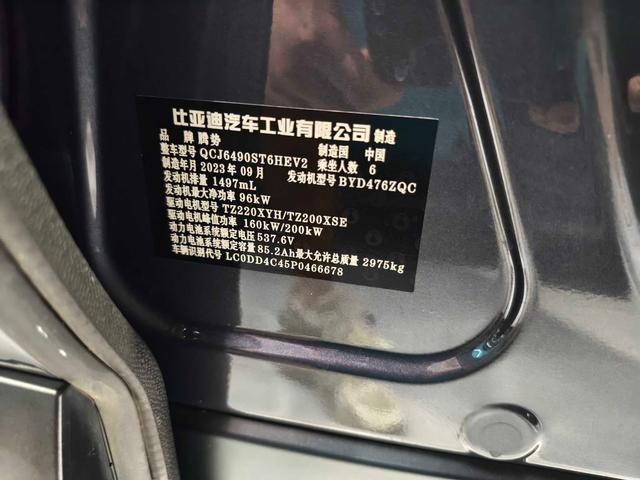 比亚迪汽车工业有限公司 制造
品 牌 腾势 制造国 中国
整车型号 QCJ6490ST6HEV2 乘坐人数 6
制造年月 2023年09月 发动机型号 BYD476ZQC
发动机排量 1497mL
发动机最大净功率 96kW
驱动电机型号 TZ220XYH/TZ200XSE
驱动电机峰值功率 160kW/200kW
动力电池系统额定电压 537.6V
动力电池系统额定容量 85.2Ah 最大允许总质量 2975kg
车辆识别代号 LC0DD4C45P0466678